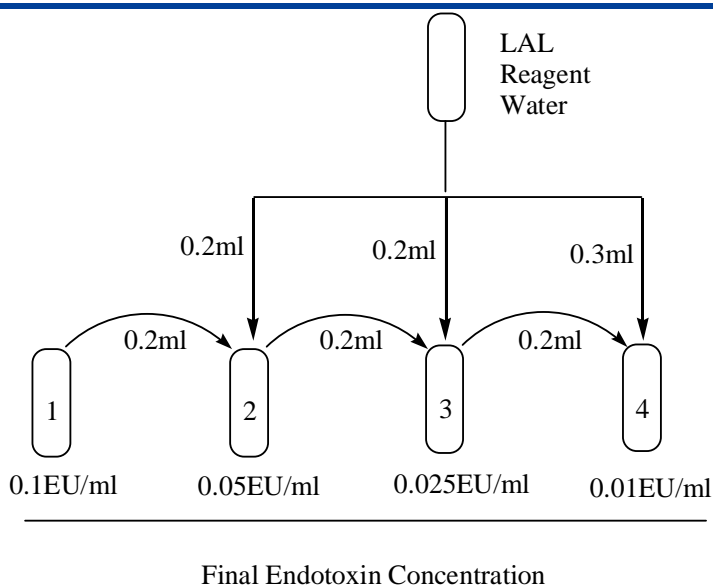 LAL
Reagent
Water
0.2ml
0.2ml
0.3ml
0.2ml
0.2ml
0.2ml
1
2
3
4
0.1EU/ml
0.05EU/ml
0.025EU/ml
0.01EU/ml
Final Endotoxin Concentration